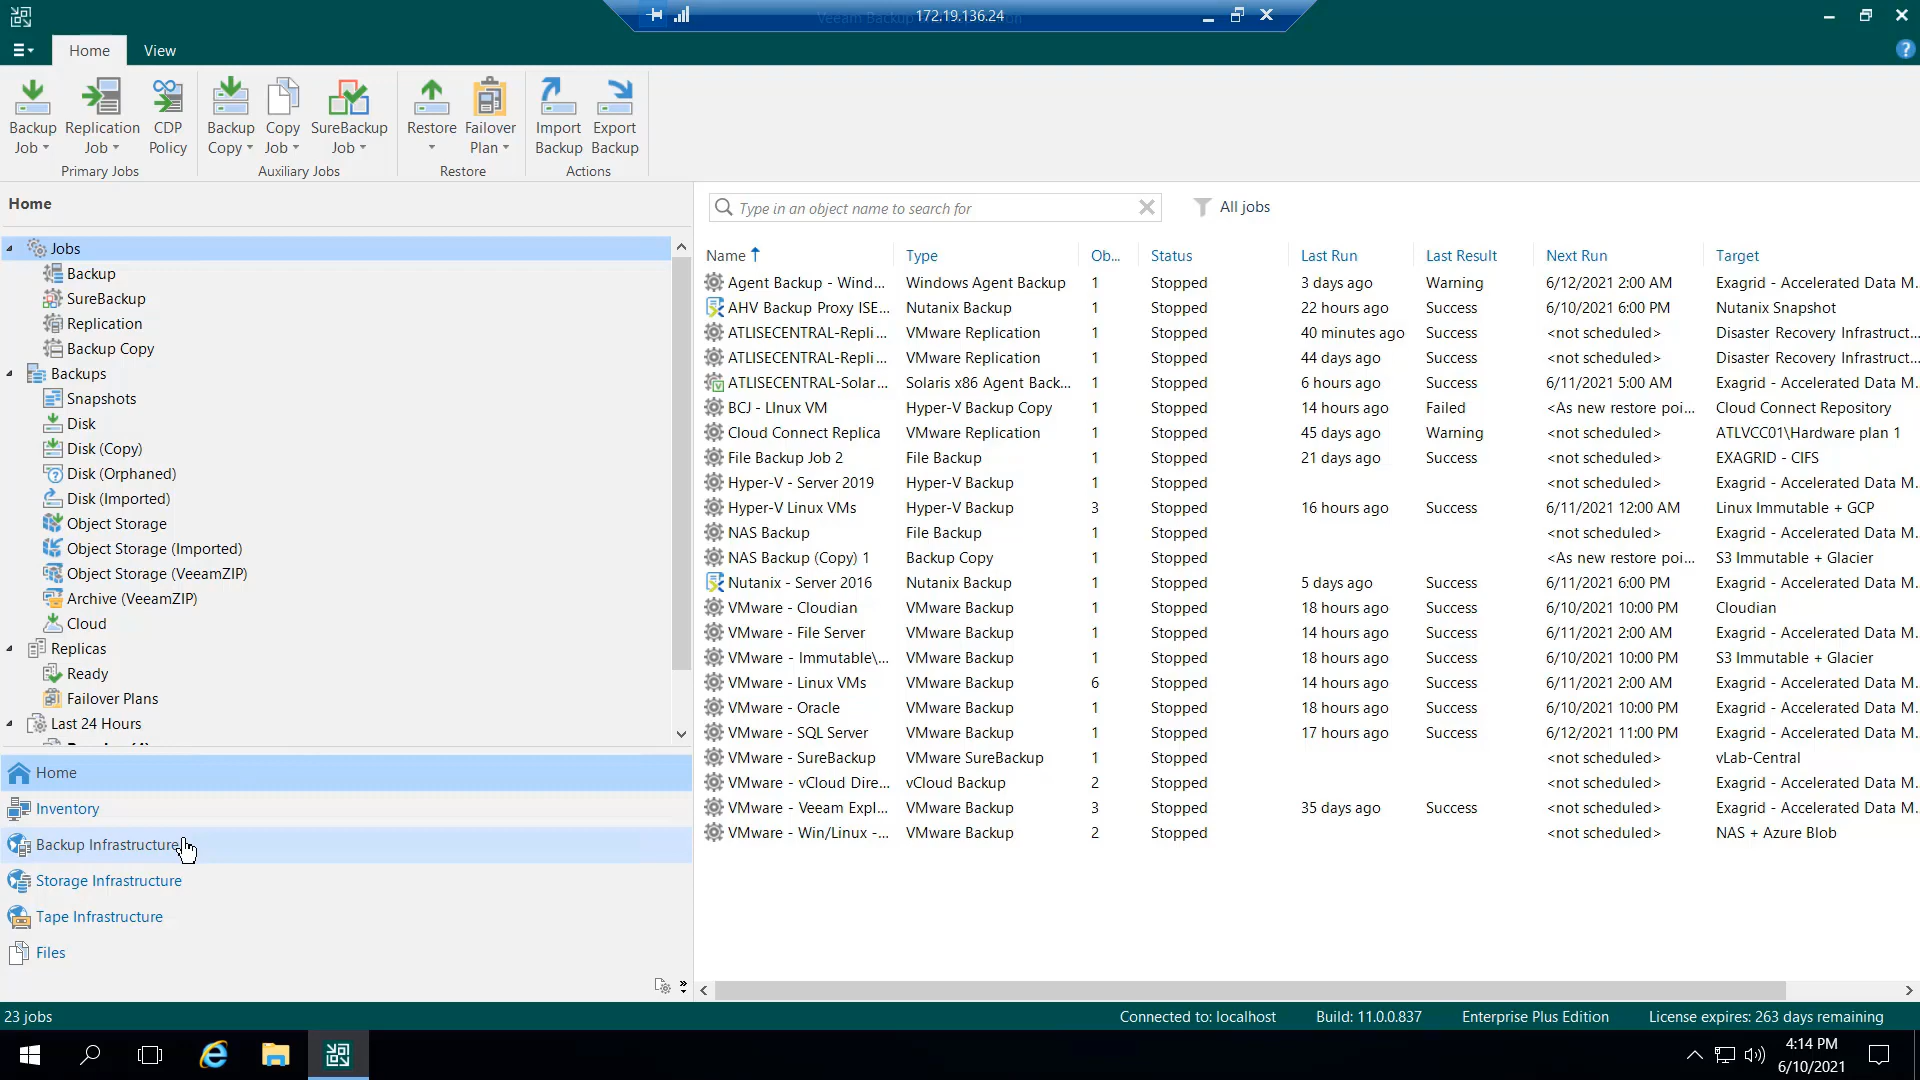 172.19.136.24
Home View
Backup Job
Replication Job
CDP Policy
Primary Jobs
Backup Copy
Copy Job
SureBackup Job
Auxiliary Jobs
Restore
Failover Plan
Restore
Import Backup
Export Backup
Actions
Home
Jobs
Backup
SureBackup
Replication
Backup Copy
Backups
Snapshots
Disk
Disk (Copy)
Disk (Orphaned)
Disk (Imported)
Object Storage
Object Storage (Imported)
Object Storage (VeeamZIP)
Archive (VeeamZIP)
Cloud
Replicas
Ready
Failover Plans
Last 24 Hours
Home
Inventory
Backup Infrastructure
Storage Infrastructure
Tape Infrastructure
Files
Type in an object name to search for
All jobs
Name Type Ob... Status Last Run Last Result Next Run Target
Agent Backup - Wind... Windows Agent Backup 1 Stopped 3 days ago Warning 6/12/2021 2:00 AM Exagrid - Accelerated Data M...
AHV Backup Proxy ISE... Nutanix Backup 1 Stopped 22 hours ago Success 6/10/2021 6:00 PM Nutanix Snapshot
ATLISECENTRAL-Repli... VMware Replication 1 Stopped 40 minutes ago Success <not scheduled> Disaster Recovery Infrastruct...
ATLISECENTRAL-Repli... VMware Replication 1 Stopped 44 days ago Success <not scheduled> Disaster Recovery Infrastruct...
ATLISECENTRAL-Solar... Solaris x86 Agent Back... 1 Stopped 6 hours ago Success 6/11/2021 5:00 AM Exagrid - Accelerated Data M...
BCJ - LInux VM Hyper-V Backup Copy 1 Stopped 14 hours ago Failed <As new restore poi... Cloud Connect Repository
Cloud Connect Replica VMware Replication 1 Stopped 45 days ago Warning <not scheduled> ATLVCC01\Hardware plan 1
File Backup Job 2 File Backup 1 Stopped 21 days ago Success <not scheduled> EXAGRID - CIFS
Hyper-V - Server 2019 Hyper-V Backup 1 Stopped <not scheduled> Exagrid - Accelerated Data M...
Hyper-V Linux VMs Hyper-V Backup 3 Stopped 16 hours ago Success 6/11/2021 12:00 AM Linux Immutable + GCP
NAS Backup File Backup 1 Stopped <not scheduled> Exagrid - Accelerated Data M...
NAS Backup (Copy) 1 Backup Copy 1 Stopped <As new restore poi... S3 Immutable + Glacier
Nutanix - Server 2016 Nutanix Backup 1 Stopped 5 days ago Success 6/11/2021 6:00 PM Exagrid - Accelerated Data M...
VMware - Cloudian VMware Backup 1 Stopped 18 hours ago Success 6/10/2021 10:00 PM Cloudian
VMware - File Server VMware Backup 1 Stopped 14 hours ago Success 6/11/2021 2:00 AM Exagrid - Accelerated Data M...
VMware - Immutable\... VMware Backup 1 Stopped 18 hours ago Success 6/10/2021 10:00 PM S3 Immutable + Glacier
VMware - Linux VMs VMware Backup 6 Stopped 14 hours ago Success 6/11/2021 2:00 AM Exagrid - Accelerated Data M...
VMware - Oracle VMware Backup 1 Stopped 18 hours ago Success 6/10/2021 10:00 PM Exagrid - Accelerated Data M...
VMware - SQL Server VMware Backup 1 Stopped 17 hours ago Success 6/12/2021 11:00 PM Exagrid - Accelerated Data M...
VMware - SureBackup VMware SureBackup 1 Stopped <not scheduled> vLab-Central
VMware - vCloud Dire... vCloud Backup 2 Stopped <not scheduled> Exagrid - Accelerated Data M...
VMware - Veeam Expl... VMware Backup 3 Stopped 35 days ago Success <not scheduled> Exagrid - Accelerated Data M...
VMware - Win/Linux -... VMware Backup 2 Stopped <not scheduled> NAS + Azure Blob
23 jobs Connected to: localhost Build: 11.0.0.837 Enterprise Plus Edition License expires: 263 days remaining
4:14 PM
6/10/2021